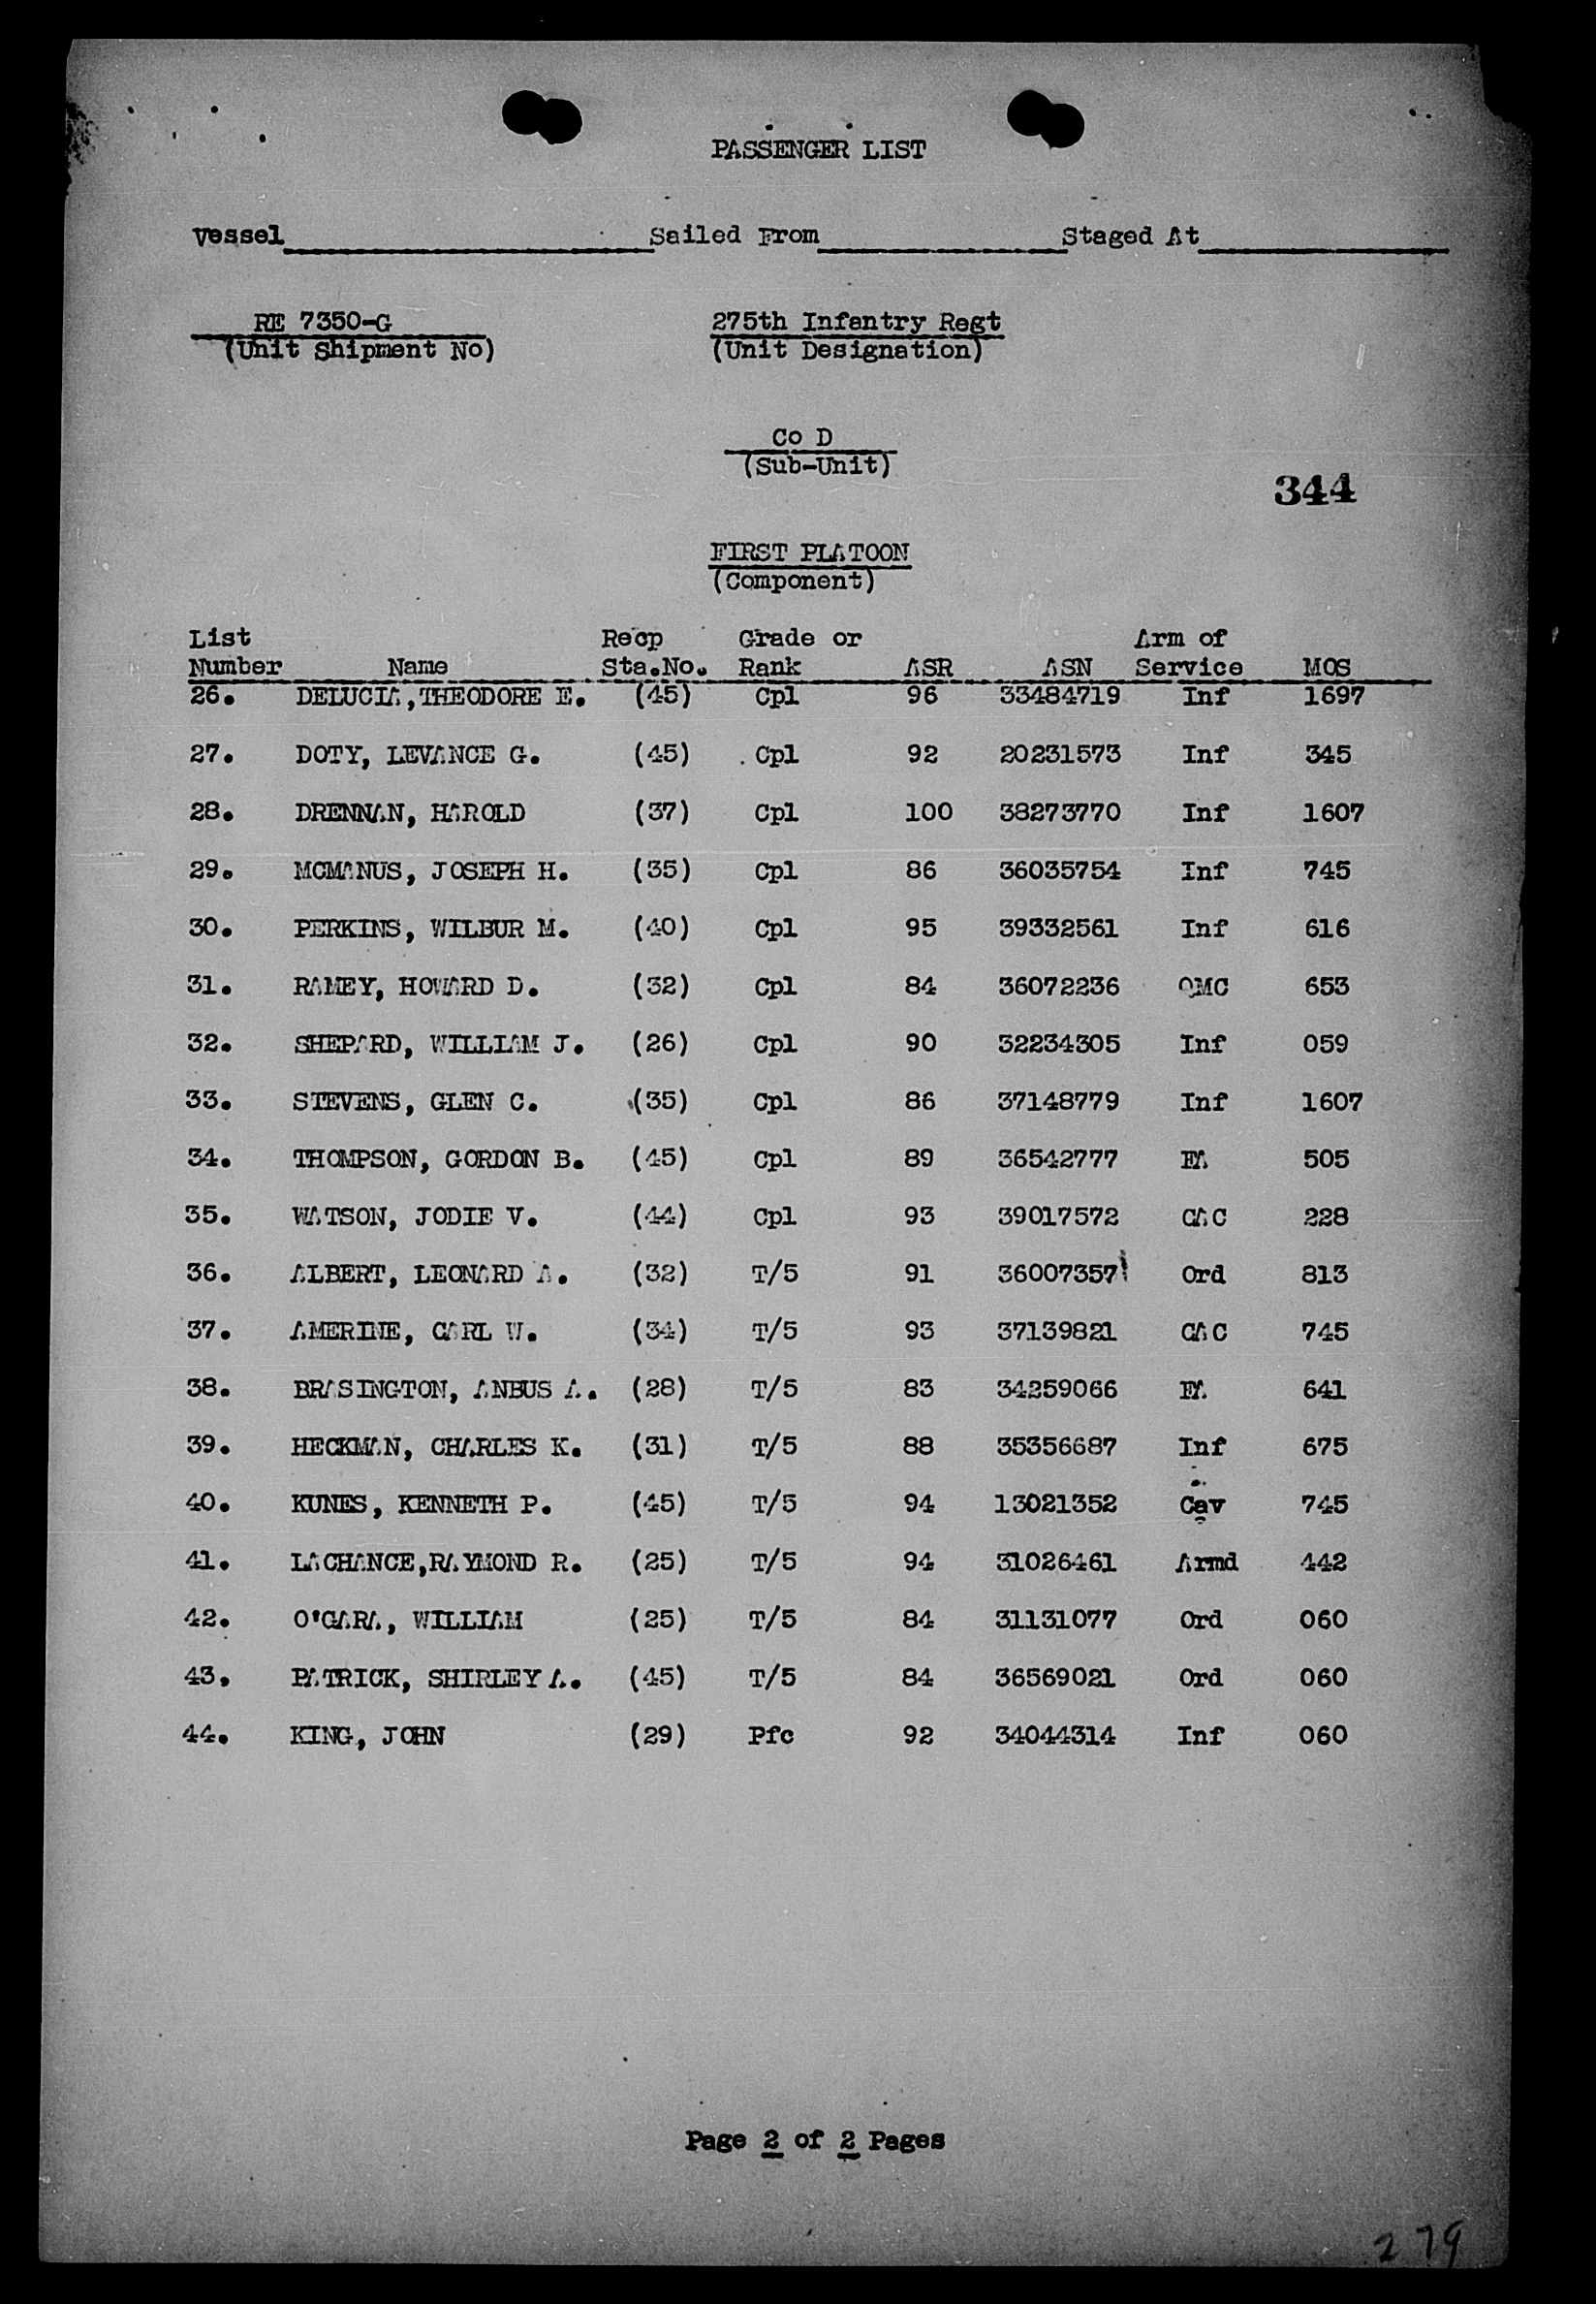 PASSENGER LIST
Vessel Sailed From Staged At
RE 7350-G 275th Infantry Regt
(Unit Shipment No) (Unit Designation)
Co D
(Sub-Unit)
344
FIRST PLATOON
(Component)
List Recp Grade or Arm of
Number Name Sta.No. Rank ASR ASN Service MOS
26. DELUCIA,THEODORE E. (45) Cpl 96 33484719 Inf 1697
27. DOTY, LEVANCE G. (45) Cpl 92 20231573 Inf 345
28. DRENNAN, HAROLD (37) Cpl 100 38273770 Inf 1607
29. MCMANUS, JOSEPH H. (35) Cpl 86 36035754 Inf 745
30. PERKINS, WILBUR M. (40) Cpl 95 39332561 Inf 616
31. RAMEY, HOWARD D. (32) Cpl 84 36072236 QMC 653
32. SHEPARD, WILLIAM J. (26) Cpl 90 32234305 Inf 059
33. STEVENS, GLEN C. (35) Cpl 86 37148779 Inf 1607
34. THOMPSON, GORDON B. (45) Cpl 89 36542777 FA 505
35. WATSON, JODIE V. (44) Cpl 93 39017572 CAC 228
36. ALBERT, LEONARD A. (32) T/5 91 36007357 Ord 813
37. AMERINE, CARL W. (34) T/5 93 37139821 CAC 745
38. BRASINGTON, ANBUS A. (28) T/5 83 34259066 FA 641
39. HECKMAN, CHARLES K. (31) T/5 88 35356687 Inf 675
40. KUNES, KENNETH P. (45) T/5 94 13021352 Cav 745
41. LACHANCE,RAYMOND R. (25) T/5 94 31026461 Armd 442
42. O'GARA, WILLIAM (25) T/5 84 31131077 Ord 060
43. PATRICK, SHIRLEY A. (45) T/5 84 36569021 Ord 060
44. KING, JOHN (29) Pfc 92 34044314 Inf 060
Page 2 of 2 Pages
279